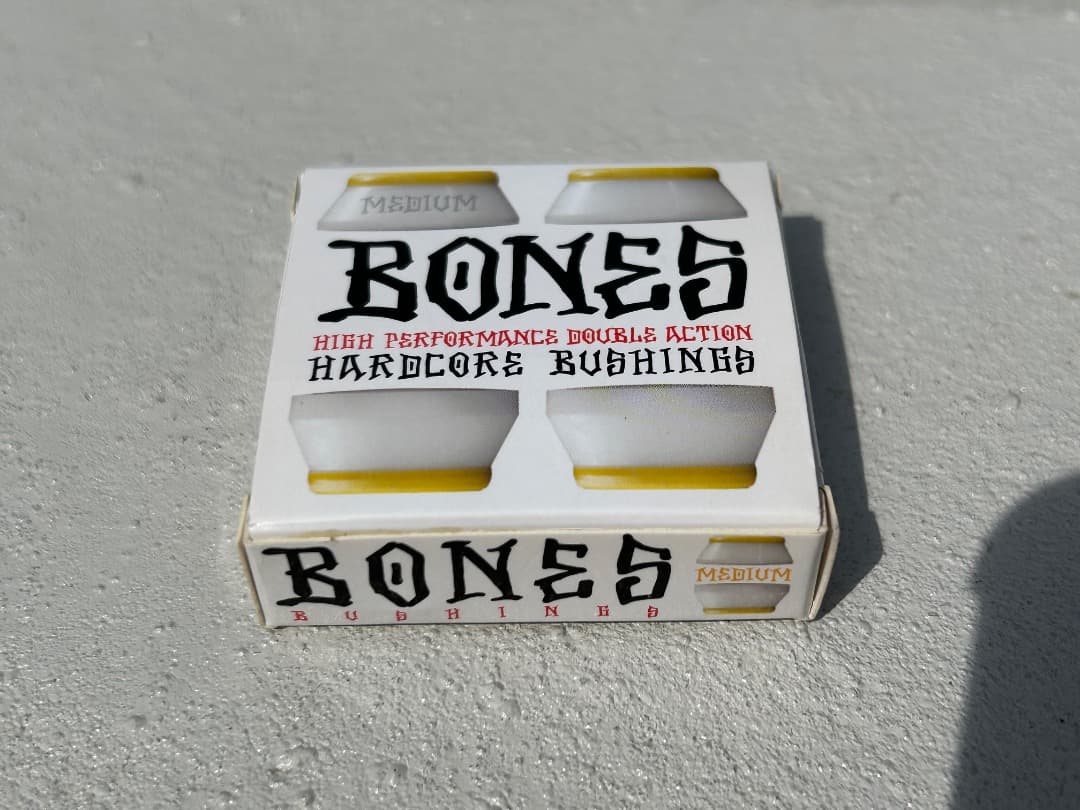 MEDIUM
BONES
HIGH PERFORMANCE DOUBLE ACTION
HARDCORE BUSHINGS
BONES
BUSHINGS
MEDIUM